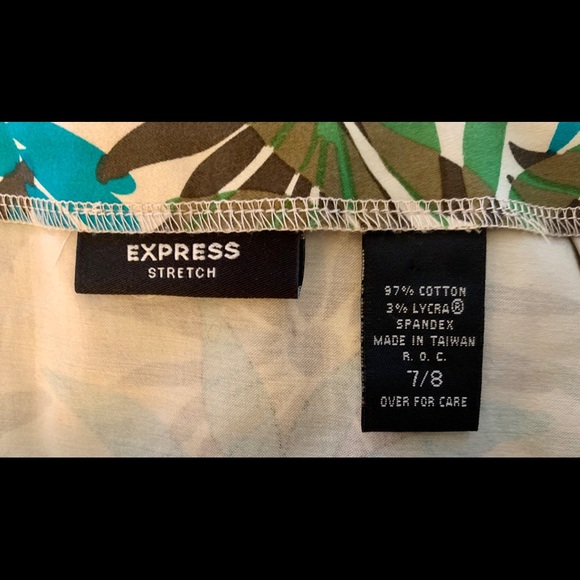 EXPRESS
STRETCH
97% COTTON
3% LYCRA®
SPANDEX
MADE IN TAIWAN
R. O. C.
7/8
OVER FOR CARE